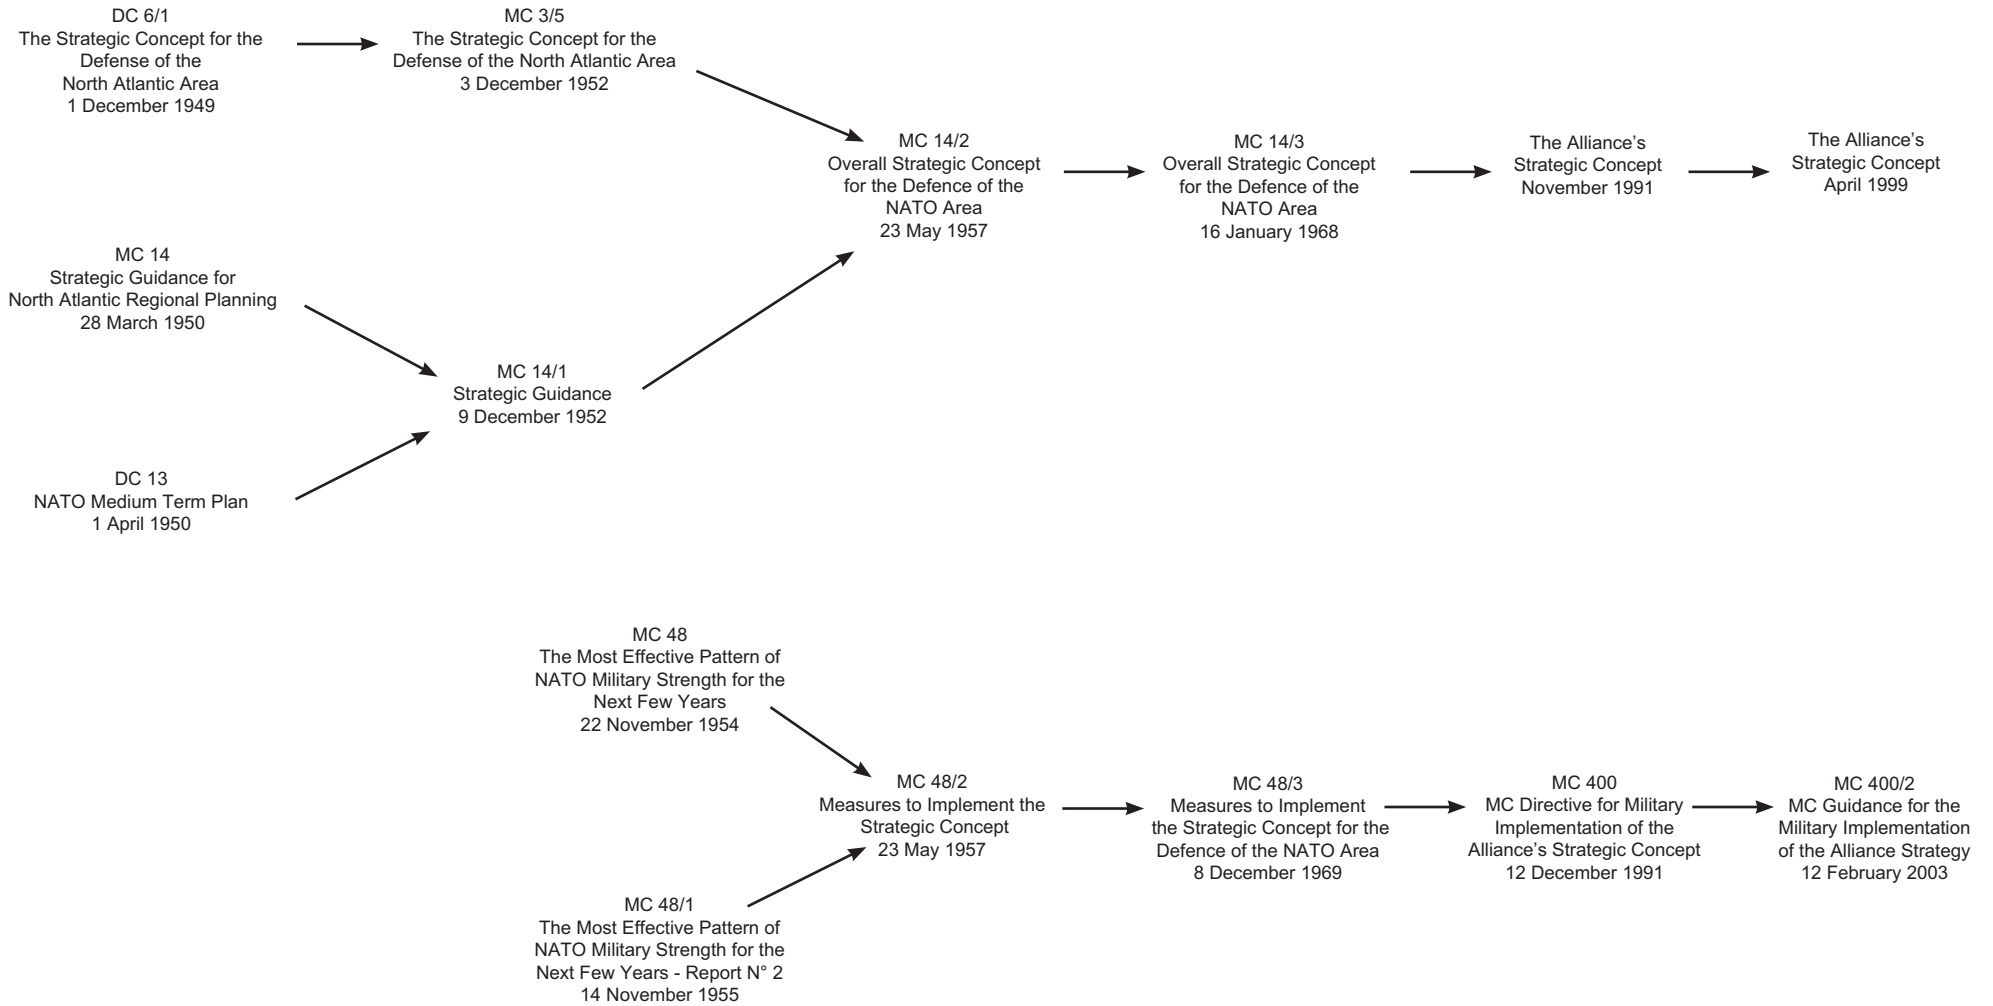 DC 6/1
The Strategic Concept for the
Defense of the
North Atlantic Area
1 December 1949
MC 3/5
The Strategic Concept for the
Defense of the North Atlantic Area
3 December 1952
MC 14/2
Overall Strategic Concept
for the Defence of the
NATO Area
23 May 1957
MC 14/3
Overall Strategic Concept
for the Defence of the
NATO Area
16 January 1968
The Alliance’s
Strategic Concept
November 1991
The Alliance’s
Strategic Concept
April 1999
MC 14
Strategic Guidance for
North Atlantic Regional Planning
28 March 1950
MC 14/1
Strategic Guidance
9 December 1952
DC 13
NATO Medium Term Plan
1 April 1950
MC 48
The Most Effective Pattern of
NATO Military Strength for the
Next Few Years
22 November 1954
MC 48/2
Measures to Implement the
Strategic Concept
23 May 1957
MC 48/3
Measures to Implement
the Strategic Concept for the
Defence of the NATO Area
8 December 1969
MC 400
MC Directive for Military
Implementation of the
Alliance’s Strategic Concept
12 December 1991
MC 400/2
MC Guidance for the
Military Implementation
of the Alliance Strategy
12 February 2003
MC 48/1
The Most Effective Pattern of
NATO Military Strength for the
Next Few Years - Report N° 2
14 November 1955